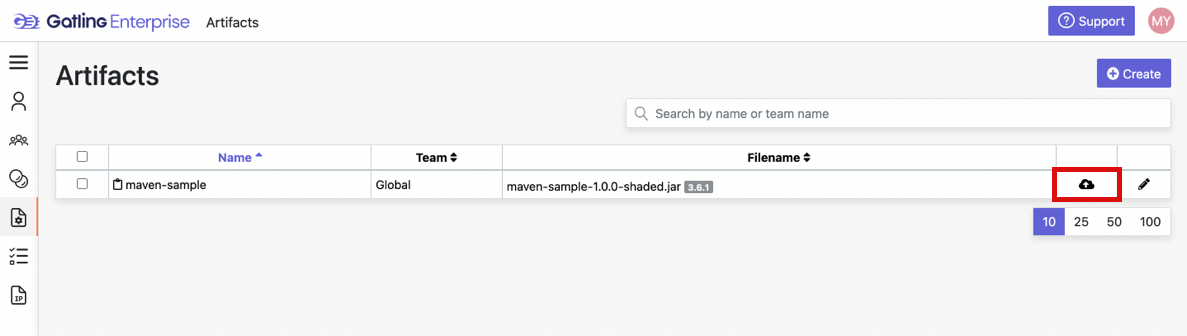 Gatling Enterprise Artifacts Support MY
Artifacts
Create
Search by name or team name
Name Team Filename
maven-sample Global maven-sample-1.0.0-shaded.jar 3.6.1
10 25 50 100
IP